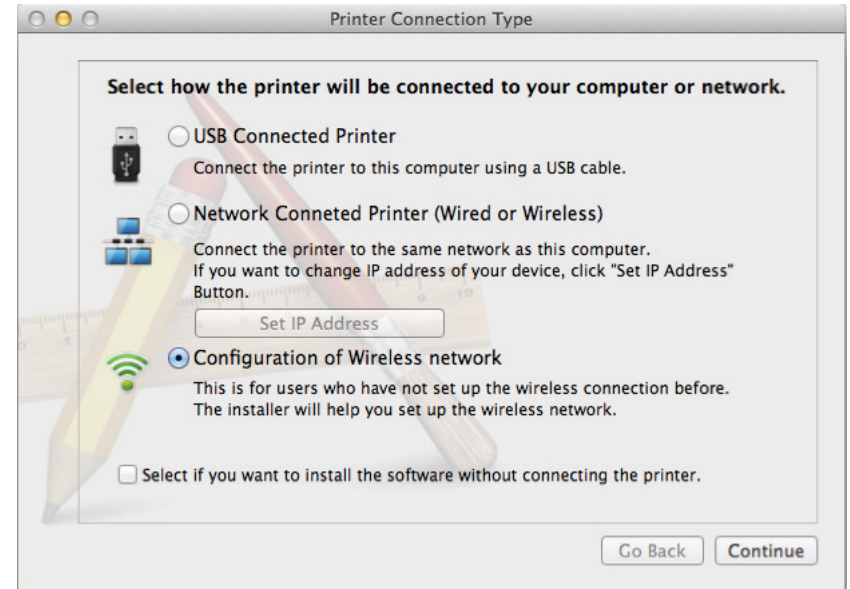 Printer Connection Type
Select how the printer will be connected to your computer or network.
USB Connected Printer
Connect the printer to this computer using a USB cable.
Network Conneted Printer (Wired or Wireless)
Connect the printer to the same network as this computer.
If you want to change IP address of your device, click "Set IP Address"
Button.
Set IP Address
Configuration of Wireless network
This is for users who have not set up the wireless connection before.
The installer will help you set up the wireless network.
Select if you want to install the software without connecting the printer.
Go Back
Continue